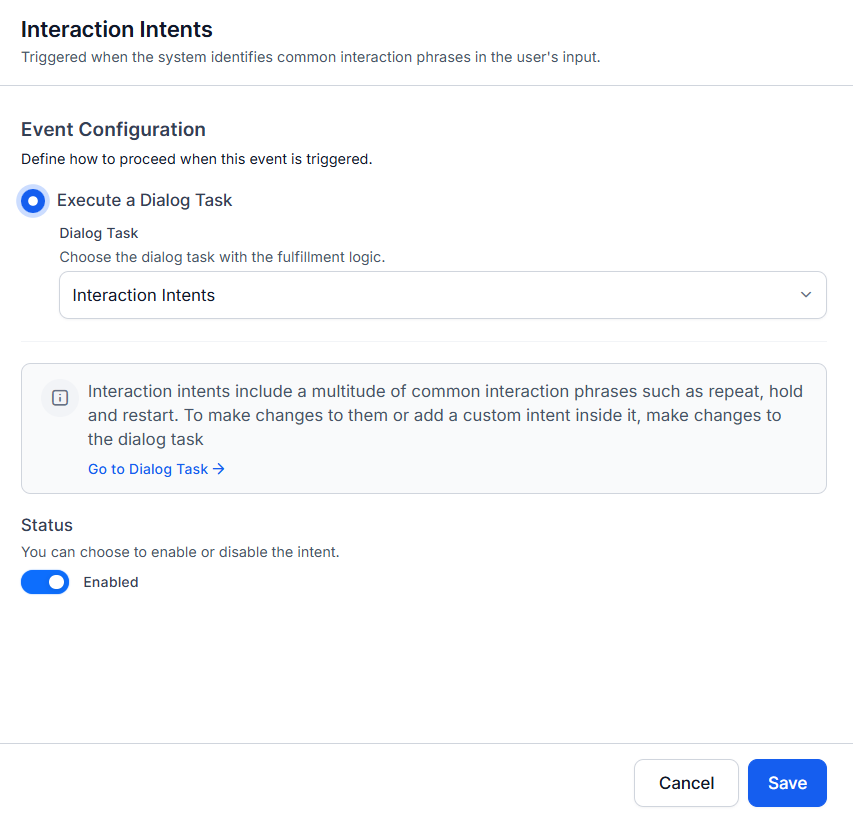 Interaction Intents
Triggered when the system identifies common interaction phrases in the user's input.
Event Configuration
Define how to proceed when this event is triggered.
Execute a Dialog Task
Dialog Task
Choose the dialog task with the fulfillment logic.
Interaction Intents
Interaction intents include a multitude of common interaction phrases such as repeat, hold
and restart. To make changes to them or add a custom intent inside it, make changes to
the dialog task
Go to Dialog Task →
Status
You can choose to enable or disable the intent.
Enabled
Cancel
Save